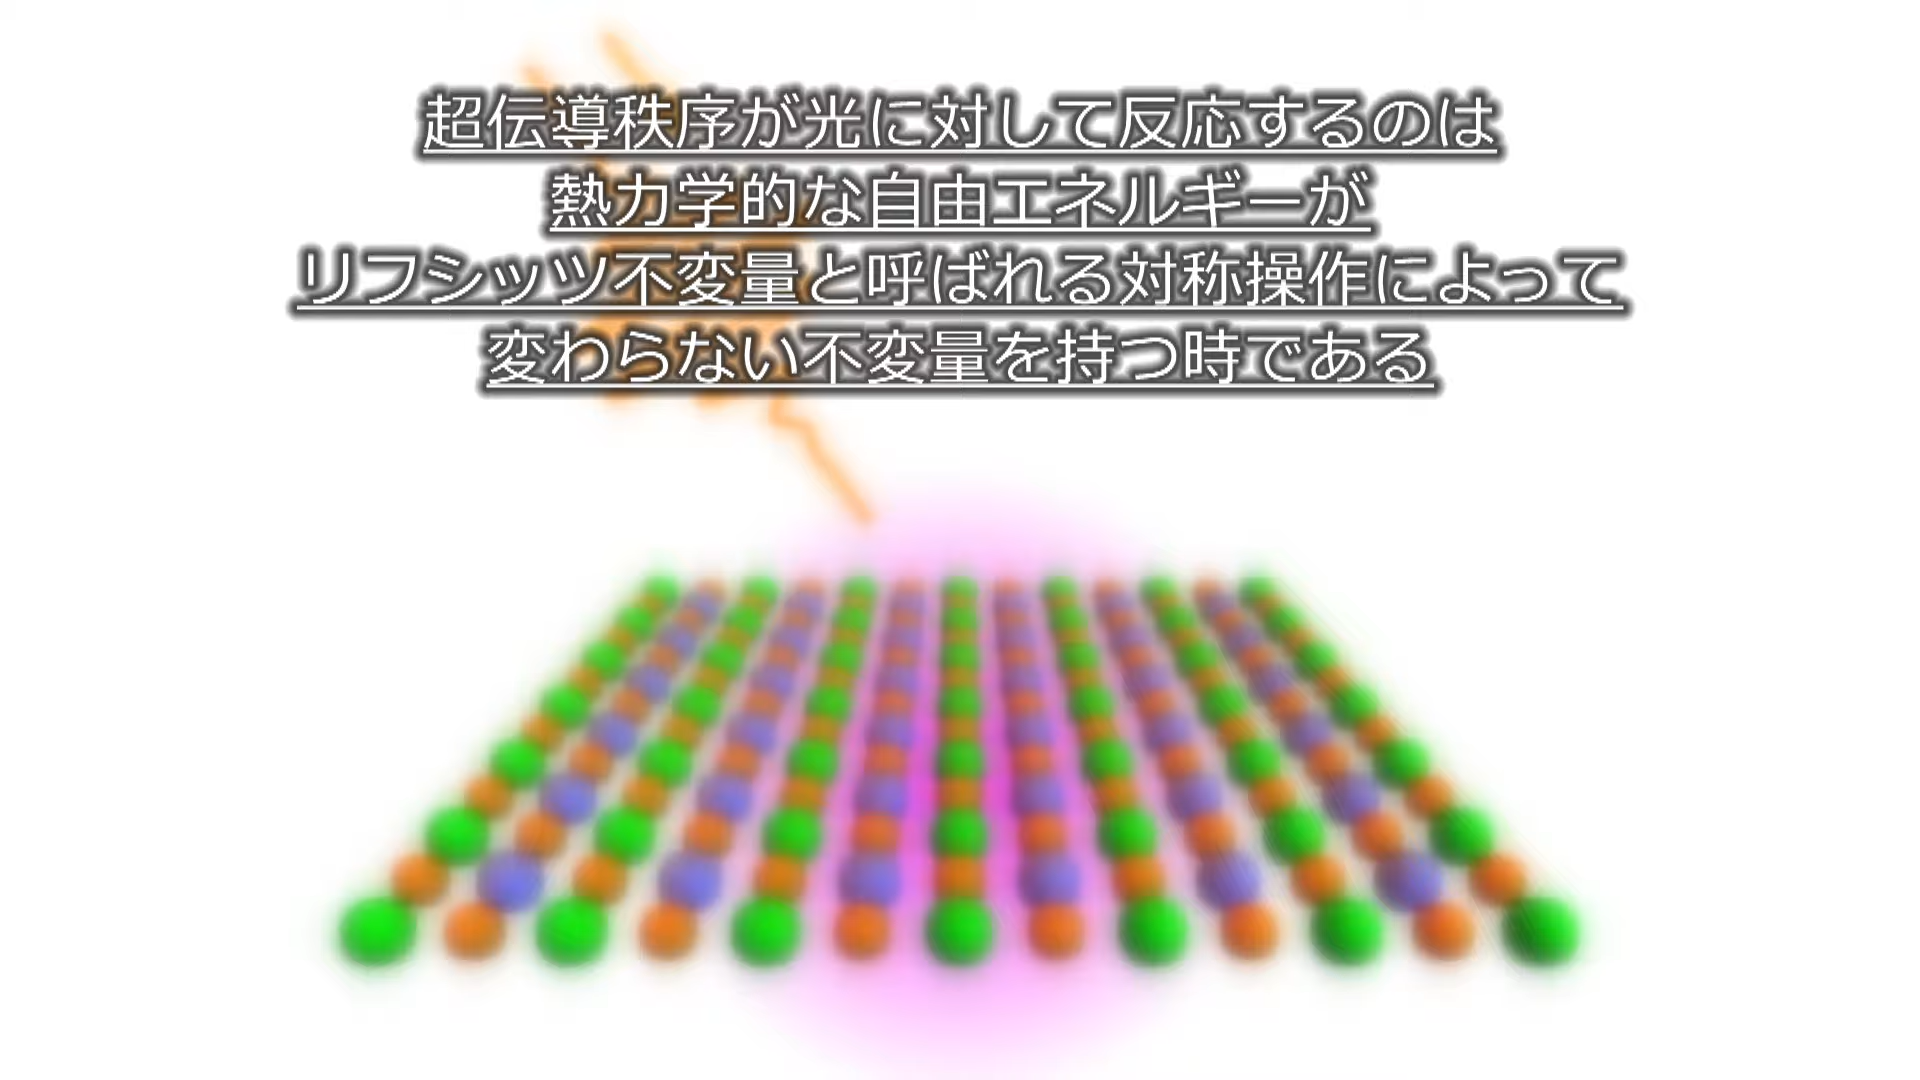 超伝導秩序が光に対して反応するのは
熱力学的な自由エネルギーが
リフシッツ不変量と呼ばれる対称操作によって
変わらない不変量を持つ時である